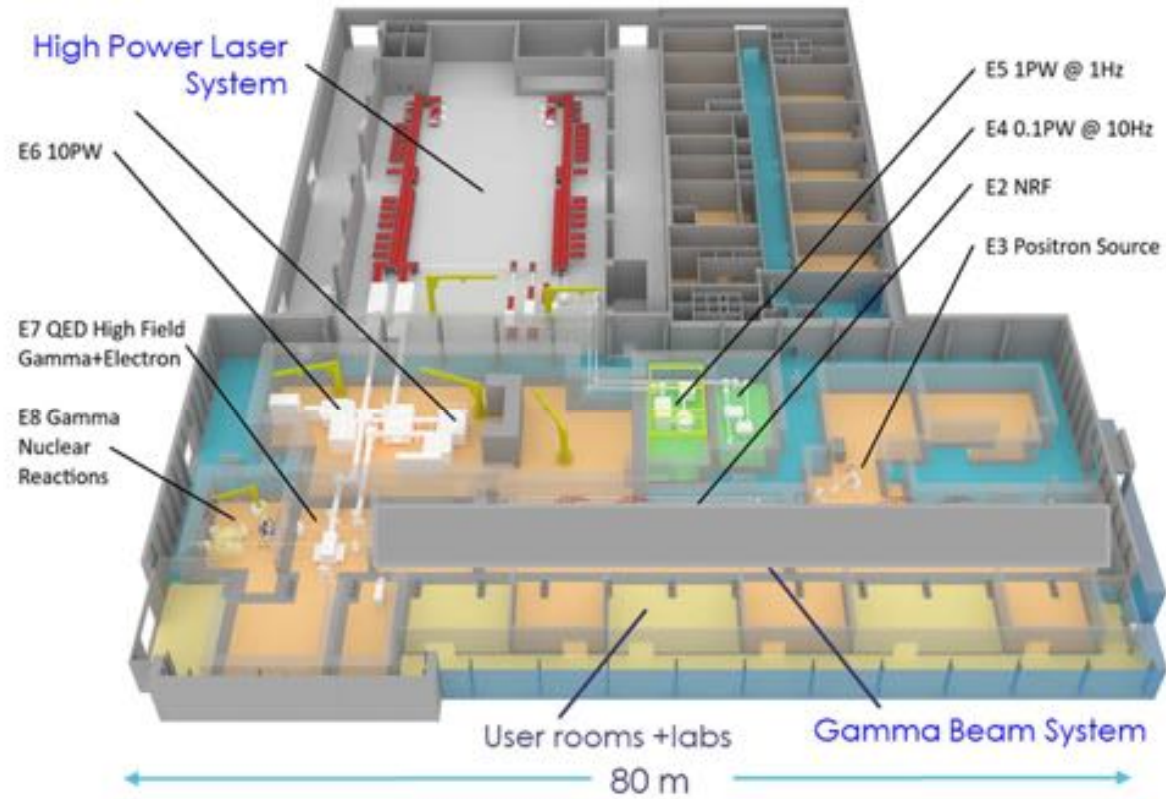 High Power Laser
System
E6 10PW
E7 QED High Field
Gamma+Electron
E8 Gamma
Nuclear
Reactions
E5 1PW @ 1Hz
E4 0.1PW @ 10Hz
E2 NRF
E3 Positron Source
User rooms +labs
Gamma Beam System
80 m